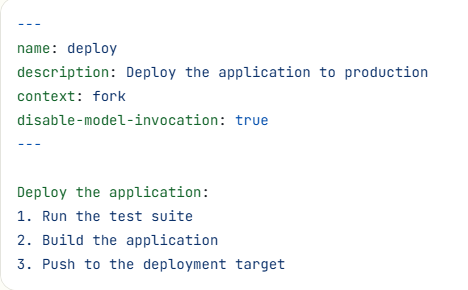 ---
name: deploy
description: Deploy the application to production
context: fork
disable-model-invocation: true
---
Deploy the application:
1. Run the test suite
2. Build the application
3. Push to the deployment target